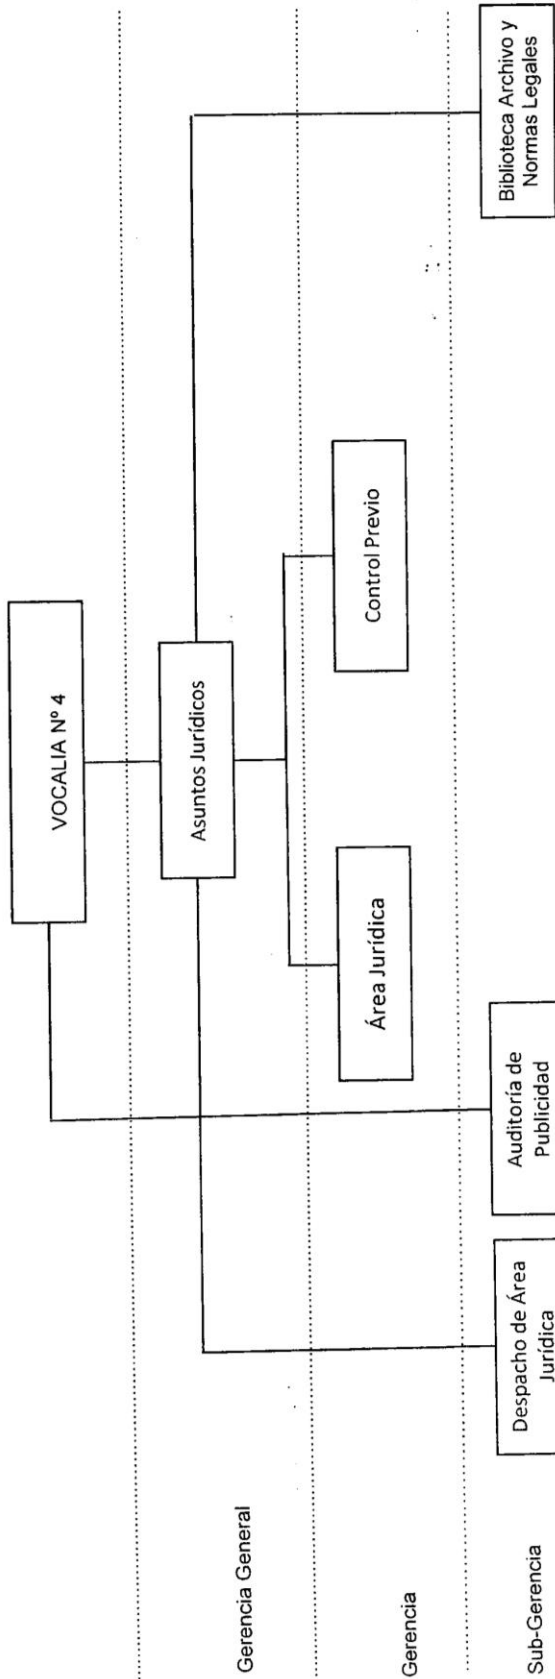 VOCALIA Nº 4
Gerencia General
Asuntos Jurídicos
Gerencia
Área Jurídica
Control Previo
Sub-Gerencia
Despacho de Área
Jurídica
Auditoría de
Publicidad
Biblioteca Archivo y
Normas Legales